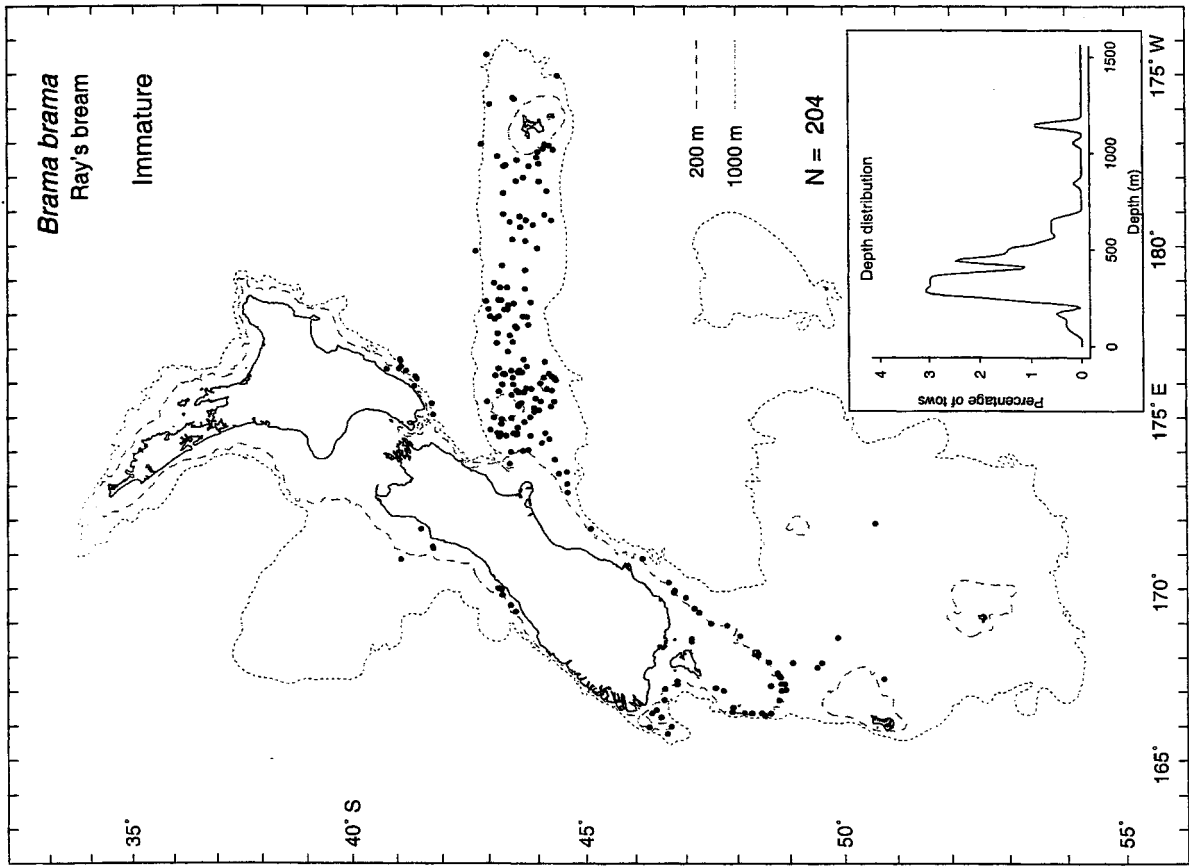 Brama brama
Ray's bream
Immature
35°
40° S
45°
50°
55°
165°
170°
175° E
180°
175° W
200 m
1000 m
N = 204
Depth distribution
Percentage of tows
4
3
2
1
0
0
500
1000
1500
Depth (m)